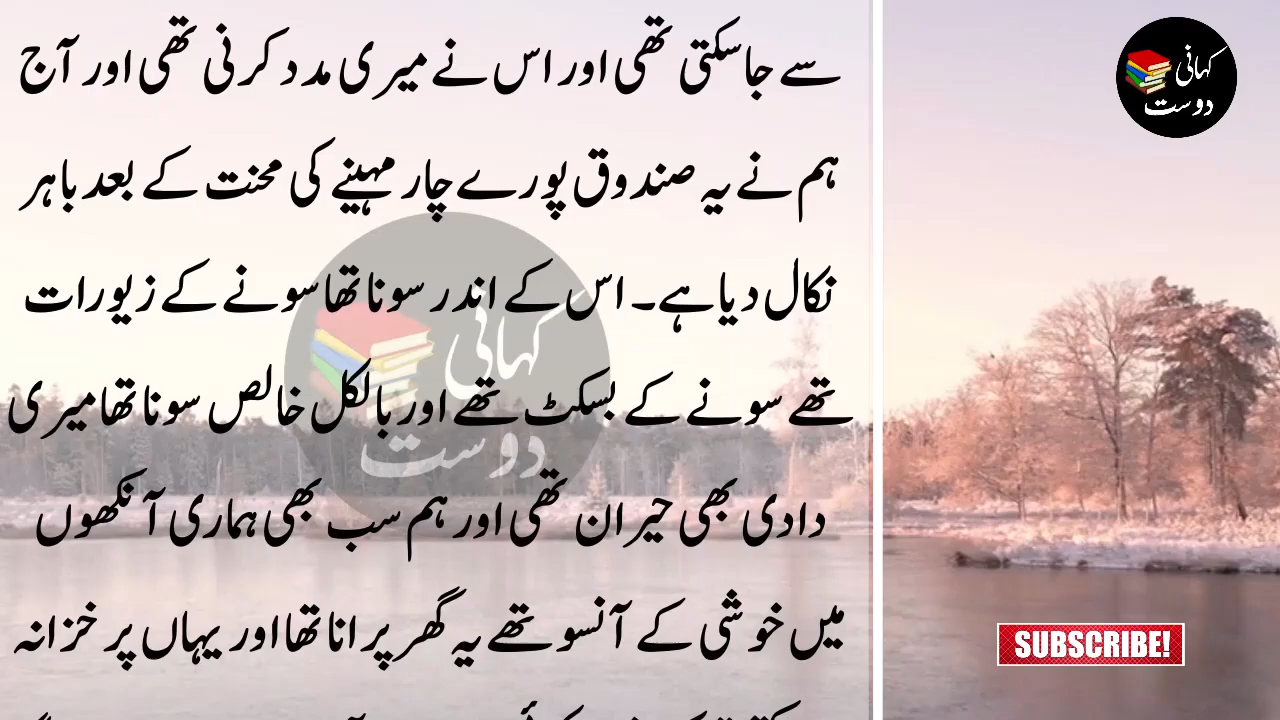 سے جاسکتی تھی اور اس نے میری مدد کرنی تھی اور آج
ہم نے یہ صندوق پورے چار مہینے کی محنت کے بعد باہر
نکال دیا ہے۔ اس کے اندر سونا تھا سونے کے زیورات
تھے سونے کے بسکٹ تھے اور بالکل خالص سونا تھا میری
دادی بھی حیران تھی اور ہم سب بھی ہماری آنکھوں
میں خوشی کے آنسو تھے یہ گھر پرانا تھا اور یہاں پر خزانہ
کہانی
دوست
کہانی
دوست
SUBSCRIBE!